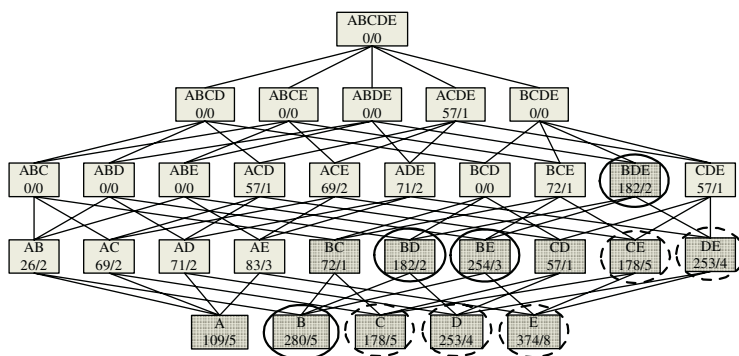 ABCDE
0/0
ABCD ABCE ABDE ACDE BCDE
0/0 0/0 0/0 57/1 0/0
ABC ABD ABE ACD ACE ADE BCD BCE BDE CDE
0/0 0/0 0/0 57/1 69/2 71/2 0/0 72/1 182/2 57/1
AB AC AD AE BC BD BE CD CE DE
26/2 69/2 71/2 83/3 72/1 182/2 254/3 57/1 178/5 253/4
A B C D E
109/5 280/5 178/5 253/4 374/8